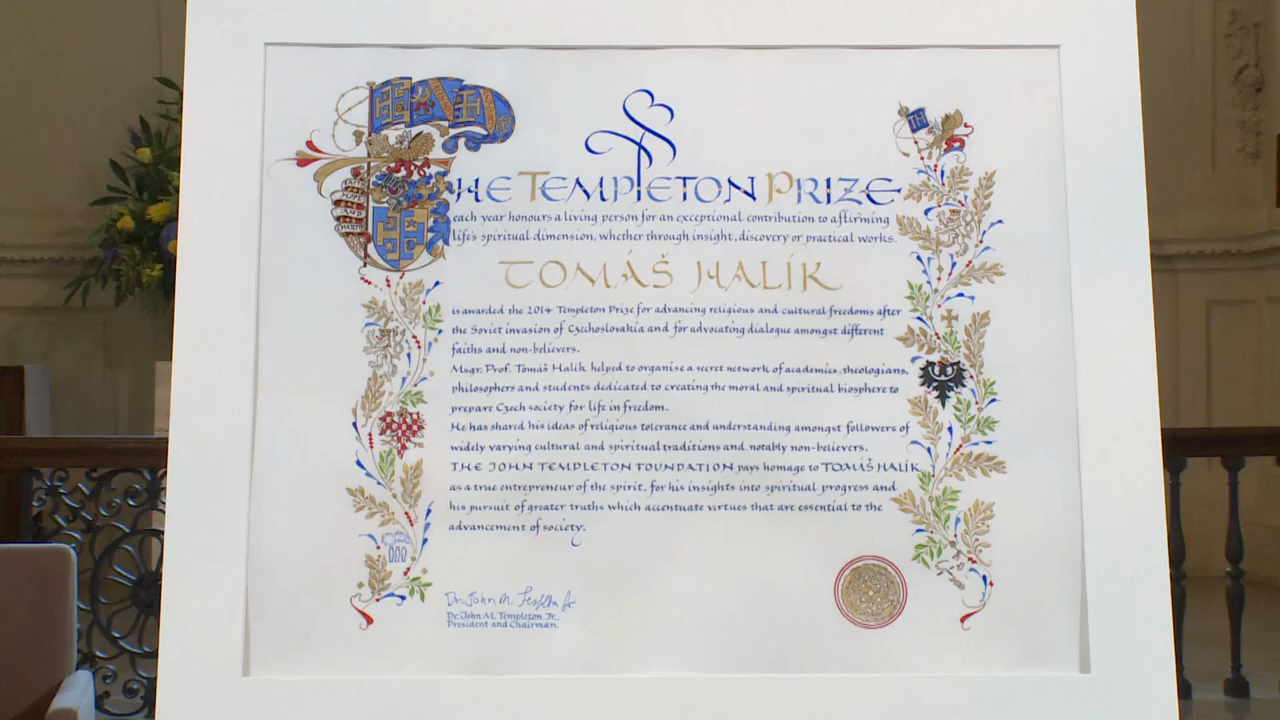 THE TEMPLETON PRIZE
each year honours a living person for an exceptional contribution to affirming
life's spiritual dimension, whether through insight, discovery or practical works.
TOMÁŠ HALÍK
is awarded the 2014 Templeton Prize for advancing religious and cultural freedoms after
the Soviet invasion of Czechoslovakia and for advocating dialogue amongst different
faiths and non-believers.
Msgr. Prof. Tomáš Halík helped to organise a secret network of academics, theologians,
philosophers and students dedicated to creating the moral and spiritual biosphere to
prepare Czech society for life in freedom.
He has shared his ideas of religious tolerance and understanding amongst followers of
widely varying cultural and spiritual traditions and notably non-believers.
THE JOHN TEMPLETON FOUNDATION pays homage to TOMÁŠ HALÍK
as a true entrepreneur of the spirit, for his insights into spiritual progress and
his pursuit of greater truths which accentuate virtues that are essential to the
advancement of society.
Dr. John M. Templeton Jr.
Dr. John M. Templeton Jr.,
President and Chairman.
HOPE
AND
CHARITY
TH